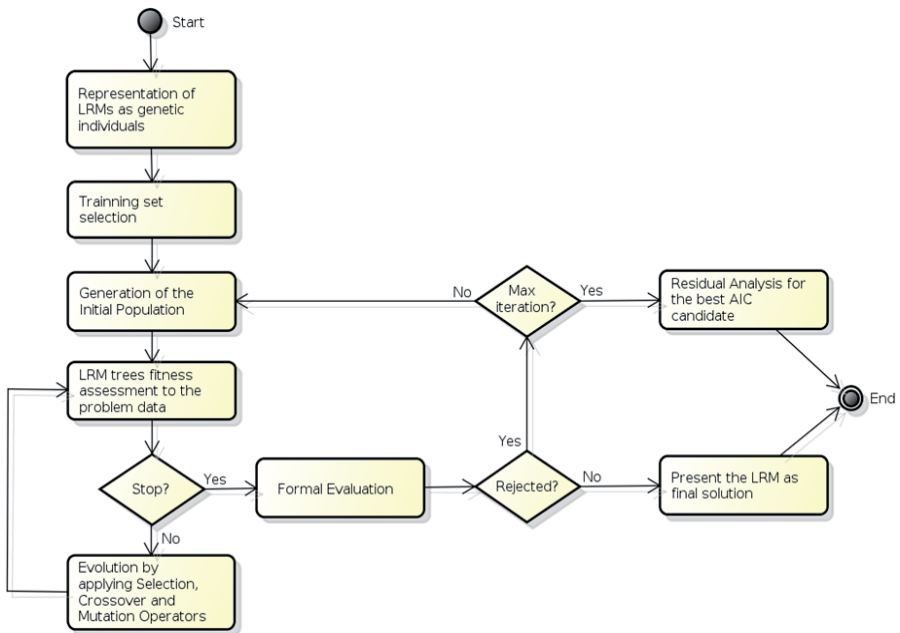 Start
Representation of
LRMs as genetic
individuals
Trainning set
selection
Generation of the
Initial Population
No
Max
iteration?
Yes
Residual Analysis for
the best AIC
candidate
LRM trees fitness
assessment to the
problem data
End
Stop?
Yes
Formal Evaluation
Yes
Rejected?
No
Present the LRM as
final solution
No
Evolution by
applying Selection,
Crossover and
Mutation Operators